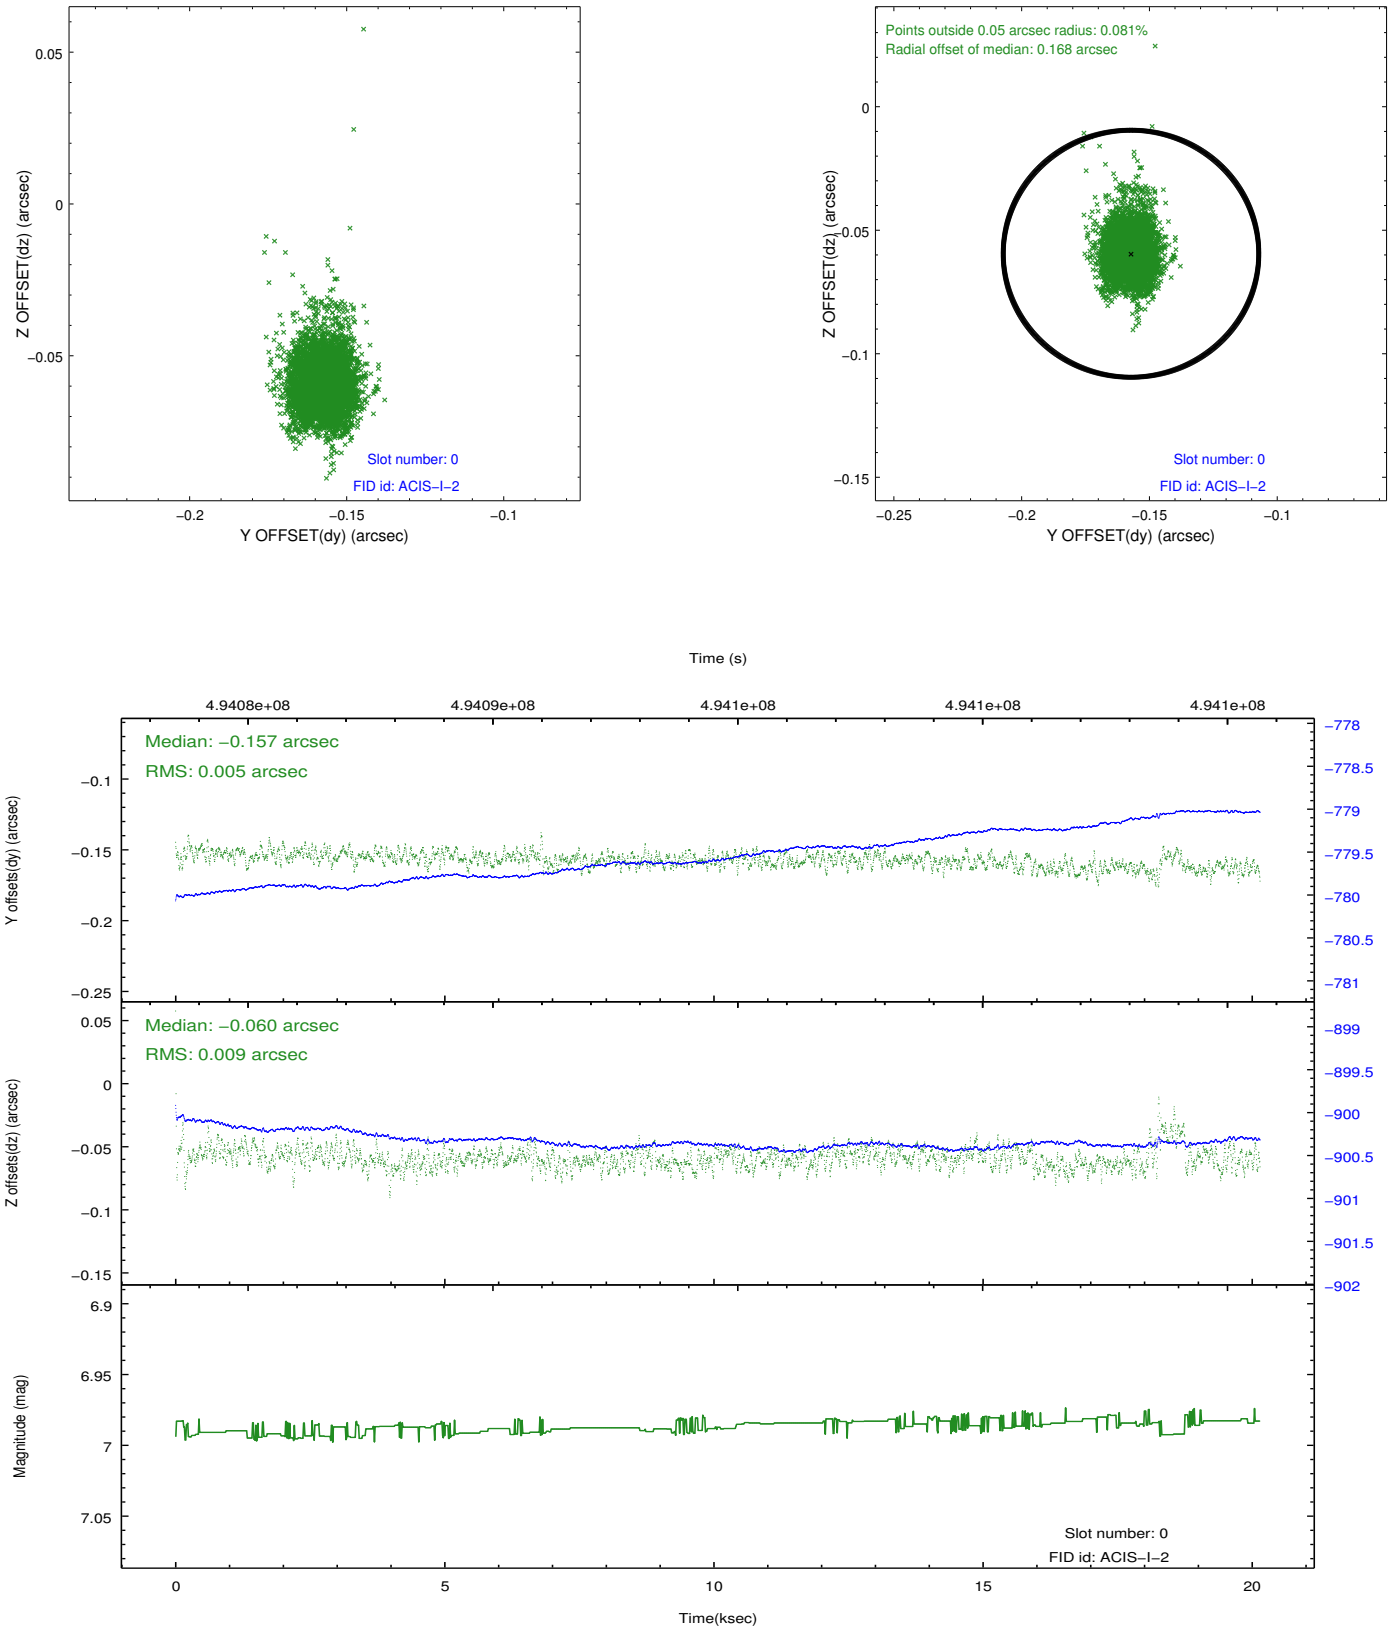 0.05
0
−0.05
Z OFFSET(dz) (arcsec)
Slot number: 0
FID id: ACIS−I−2
−0.2
−0.15
−0.1
Y OFFSET(dy) (arcsec)
Points outside 0.05 arcsec radius: 0.081%
Radial offset of median: 0.168 arcsec
0
−0.05
−0.1
−0.15
Z OFFSET(dz) (arcsec)
Slot number: 0
FID id: ACIS−I−2
−0.25
−0.2
−0.15
−0.1
Y OFFSET(dy) (arcsec)
Time (s)
4.9408e+08
4.9409e+08
4.941e+08
4.941e+08
4.941e+08
Median: −0.157 arcsec
RMS: 0.005 arcsec
−0.1
−0.15
−0.2
−0.25
Y offsets(dy) (arcsec)
−778
−778.5
−779
−779.5
−780
−780.5
−781
Median: −0.060 arcsec
RMS: 0.009 arcsec
0.05
0
−0.05
−0.1
−0.15
Z offsets(dz) (arcsec)
−899
−899.5
−900
−900.5
−901
−901.5
−902
6.9
6.95
7
7.05
Magnitude (mag)
Slot number: 0
FID id: ACIS−I−2
0
5
10
15
20
Time(ksec)